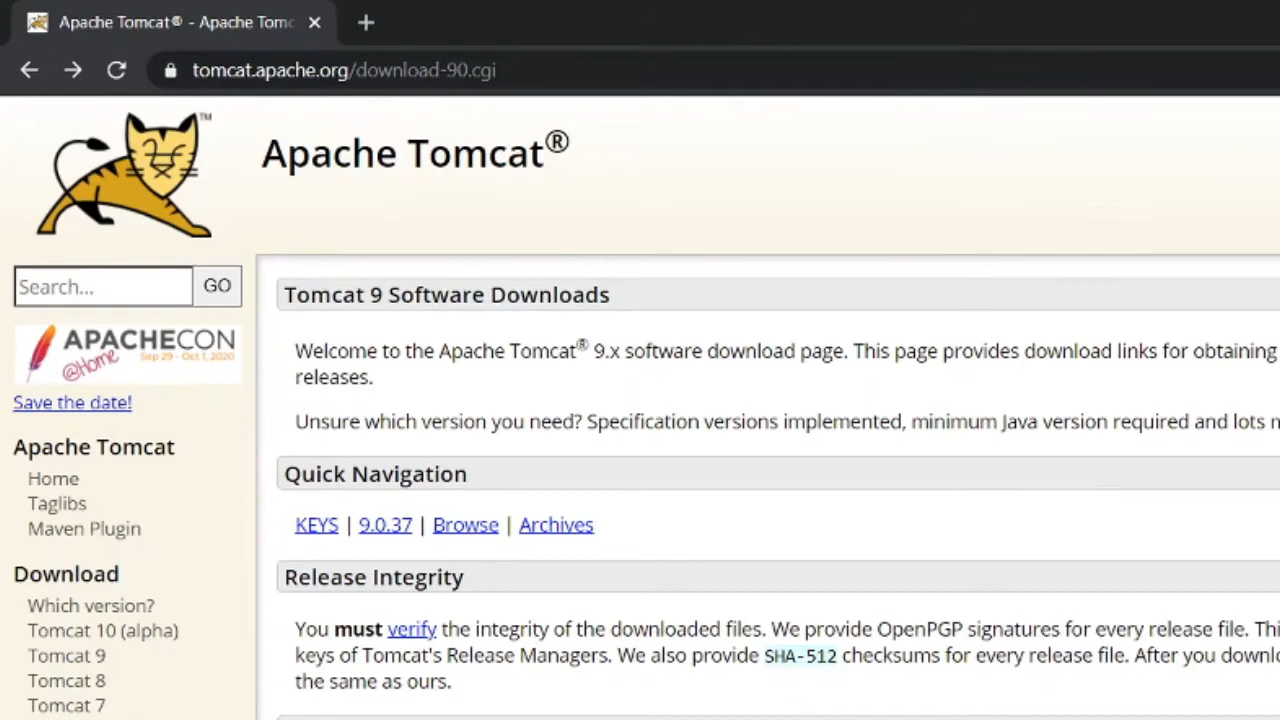 Apache Tomcat® - Apache Tomc
tomcat.apache.org/download-90.cgi
TM
Apache Tomcat®
Search...
GO
APACHECON
@Home
Sep 29 - Oct 1, 2020
Save the date!
Apache Tomcat
Home
Taglibs
Maven Plugin
Download
Which version?
Tomcat 10 (alpha)
Tomcat 9
Tomcat 8
Tomcat 7
Tomcat 9 Software Downloads
Welcome to the Apache Tomcat® 9.x software download page. This page provides download links for obtaining
releases.
Unsure which version you need? Specification versions implemented, minimum Java version required and lots
Quick Navigation
KEYS | 9.0.37 | Browse | Archives
Release Integrity
You must verify the integrity of the downloaded files. We provide OpenPGP signatures for every release file.
keys of Tomcat's Release Managers. We also provide SHA-512 checksums for every release file. After you
the same as ours.